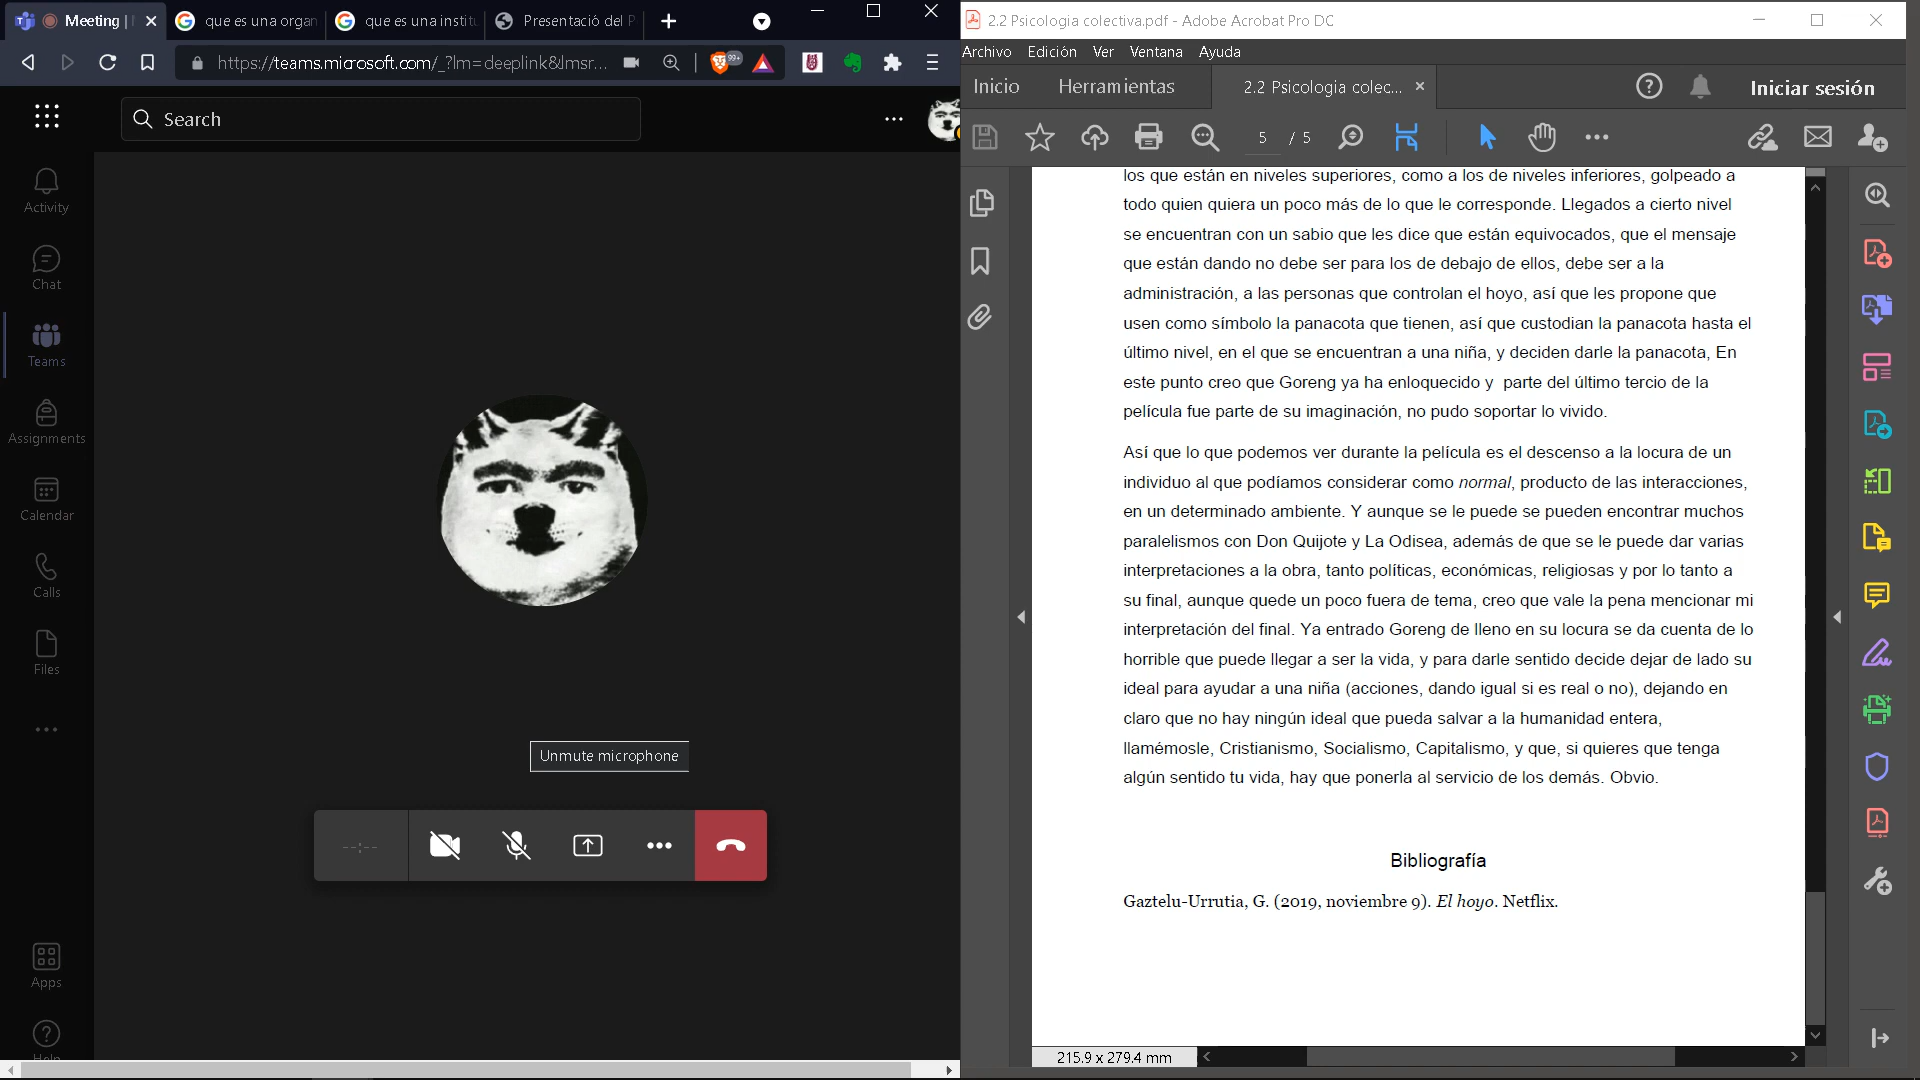 Meeting |
que es una organ
que es una institu
Presentació del P
https://teams.microsoft.com/_?lm=deeplink&lmsr...
99+
Search
Activity
Chat
Teams
Assignments
Calendar
Calls
Files
Apps
Help
Unmute microphone
--:--
2.2 Psicologia colectiva.pdf - Adobe Acrobat Pro DC
Archivo Edición Ver Ventana Ayuda
Inicio
Herramientas
2.2 Psicologia colec...
Iniciar sesión
5 / 5
los que están en niveles superiores, como a los de niveles inferiores, golpeado a
todo quien quiera un poco más de lo que le corresponde. Llegados a cierto nivel
se encuentran con un sabio que les dice que están equivocados, que el mensaje
que están dando no debe ser para los de debajo de ellos, debe ser a la
administración, a las personas que controlan el hoyo, así que les propone que
usen como símbolo la panacota que tienen, así que custodian la panacota hasta el
último nivel, en el que se encuentran a una niña, y deciden darle la panacota, En
este punto creo que Goreng ya ha enloquecido y parte del último tercio de la
película fue parte de su imaginación, no pudo soportar lo vivido.
Así que lo que podemos ver durante la película es el descenso a la locura de un
individuo al que podíamos considerar como normal, producto de las interacciones,
en un determinado ambiente. Y aunque se le puede se pueden encontrar muchos
paralelismos con Don Quijote y La Odisea, además de que se le puede dar varias
interpretaciones a la obra, tanto políticas, económicas, religiosas y por lo tanto a
su final, aunque quede un poco fuera de tema, creo que vale la pena mencionar mi
interpretación del final. Ya entrado Goreng de lleno en su locura se da cuenta de lo
horrible que puede llegar a ser la vida, y para darle sentido decide dejar de lado su
ideal para ayudar a una niña (acciones, dando igual si es real o no), dejando en
claro que no hay ningún ideal que pueda salvar a la humanidad entera,
llamémosle, Cristianismo, Socialismo, Capitalismo, y que, si quieres que tenga
algún sentido tu vida, hay que ponerla al servicio de los demás. Obvio.
Bibliografía
Gaztelu-Urrutia, G. (2019, noviembre 9). El hoyo. Netflix.
215.9 x 279.4 mm